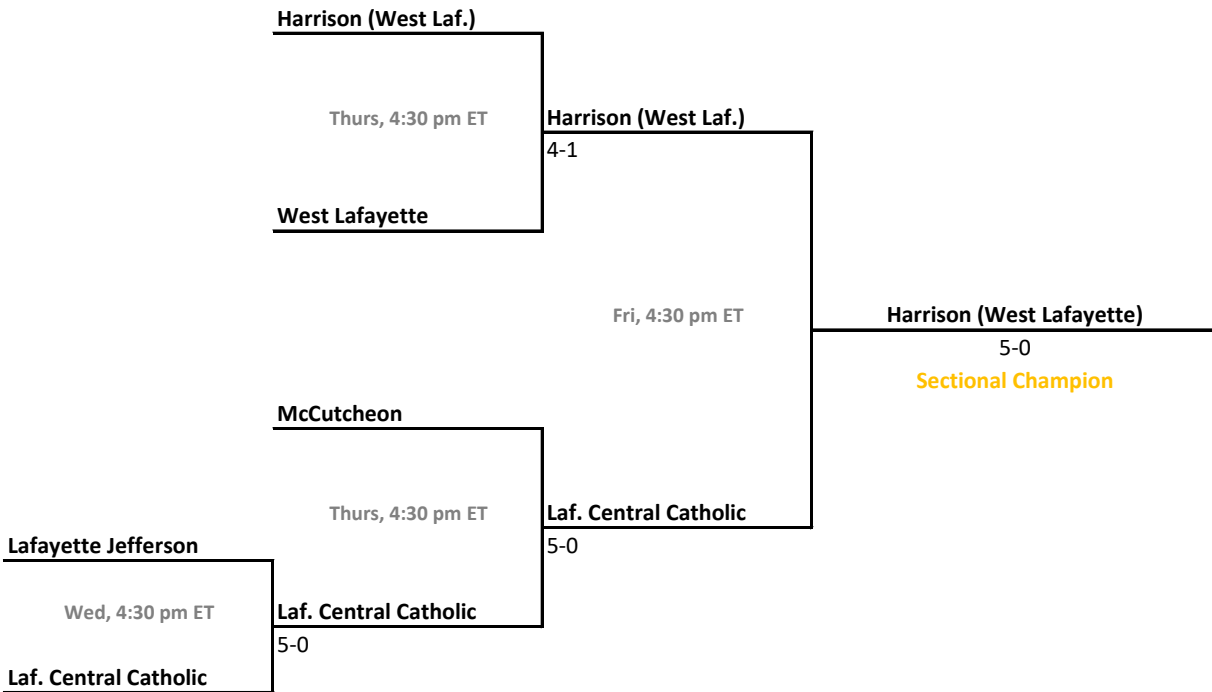 Harrison (West Laf.)
Thurs, 4:30 pm ET
Harrison (West Laf.)
4-1
West Lafayette
Fri, 4:30 pm ET
Harrison (West Lafayette)
5-0
Sectional Champion
McCutcheon
Thurs, 4:30 pm ET
Laf. Central Catholic
5-0
Lafayette Jefferson
Wed, 4:30 pm ET
Laf. Central Catholic
5-0
Laf. Central Catholic